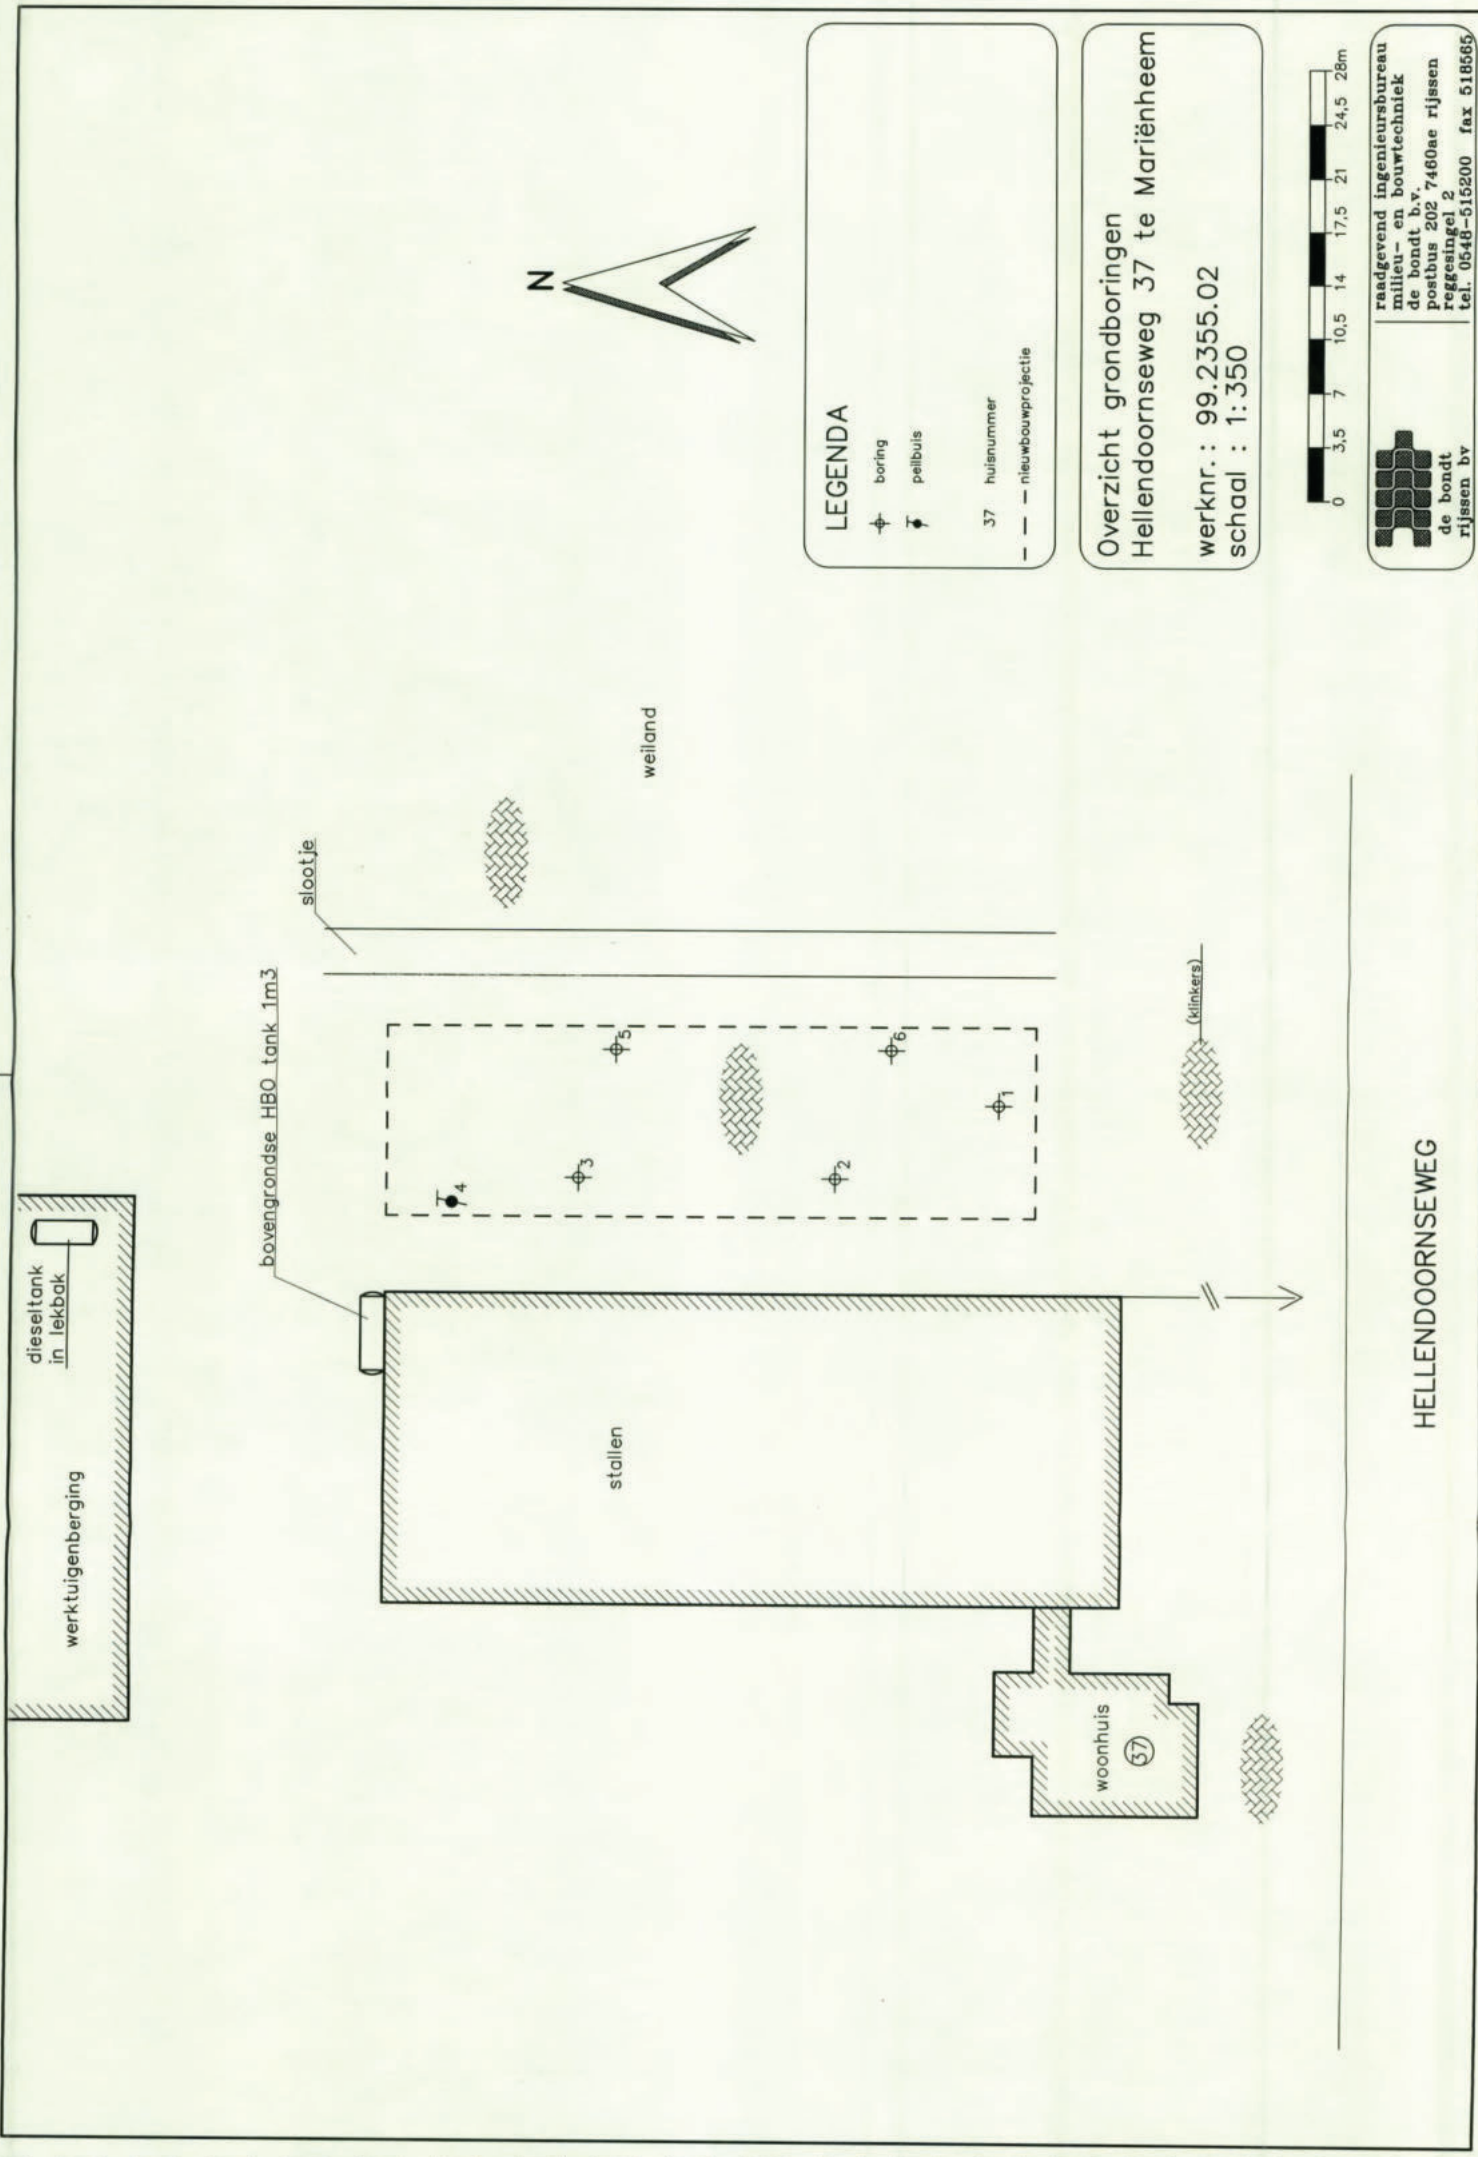 werktuigenberging
dieseltank
in lekbak
bovengrondse HBO tank 1m3
slootje
weiland
stallen
4
3
5
2
6
1
woonhuis
37
(klinkers)
HELLENDOORNSEWEG
N
LEGENDA
boring
peilbuis
37 huisnummer
nieuwbouwprojectie
Overzicht grondboringen
Hellendoornseweg 37 te Mariënheem
werknr.: 99.2355.02
schaal : 1:350
0 3,5 7 10,5 14 17,5 21 24,5 28m
de bondt
rijssen bv
raadgevend ingenieursbureau
milieu- en bouwtechniek
de bondt b.v.
postbus 202 7460ae rijssen
reggesingel 2
tel. 0548-515200 fax 518565